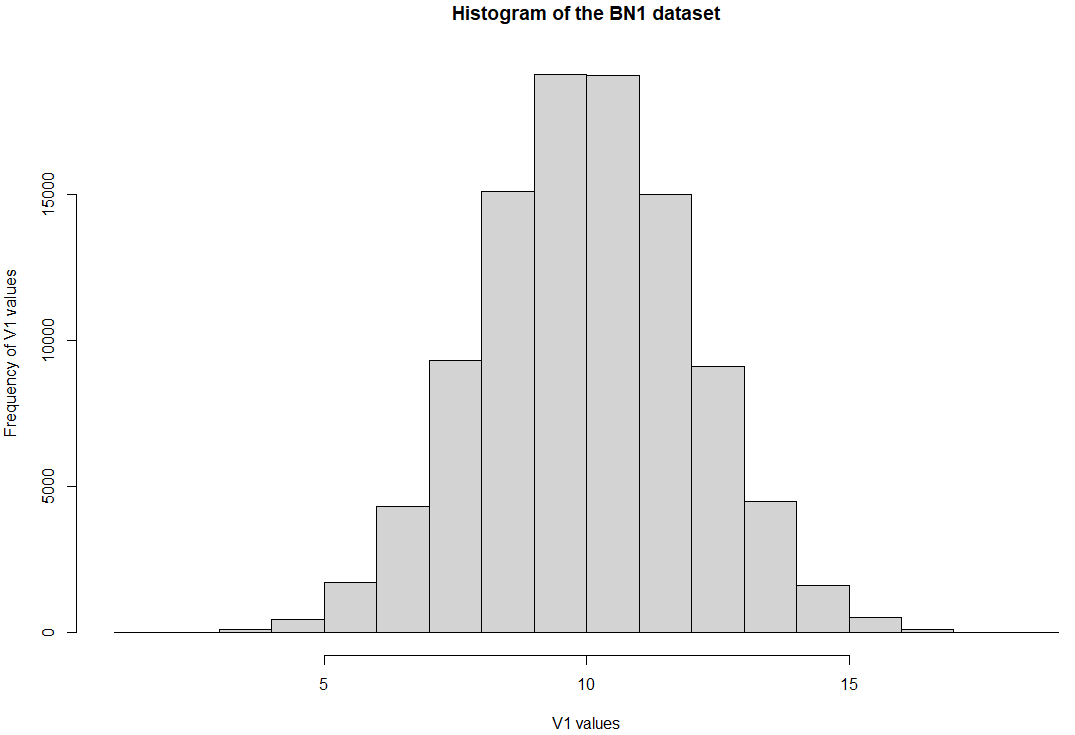 Histogram of the BN1 dataset
Frequency of V1 values
15000
10000
5000
0
5 10 15
V1 values